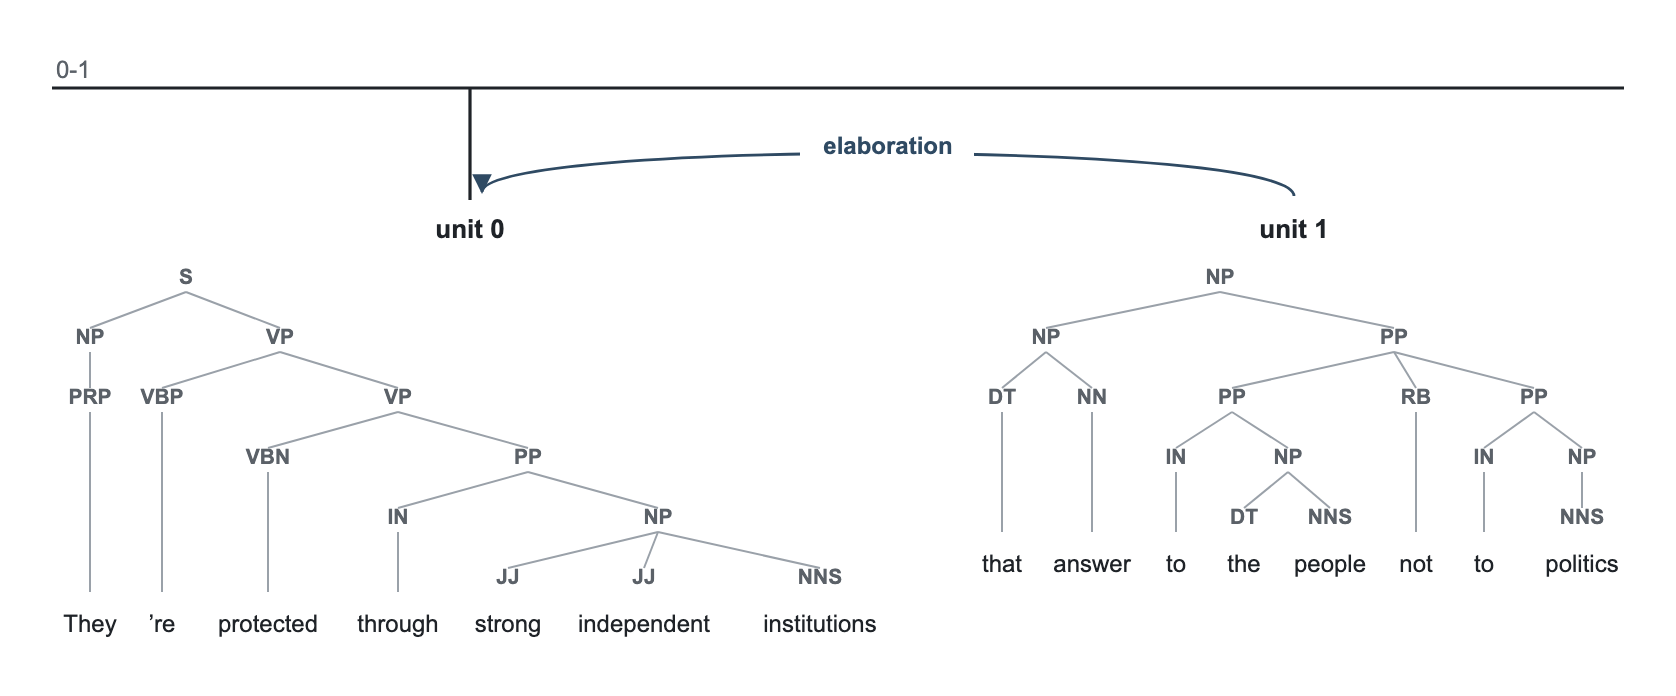 0-1
elaboration
unit 0 unit 1
S NP
NP VP NP PP
PRP VBP VP DT NN PP RB PP
VBN PP IN NP IN NP
IN NP DT NNS NNS
that answer to the people not to politics
JJ JJ NNS
They ’re protected through strong independent institutions